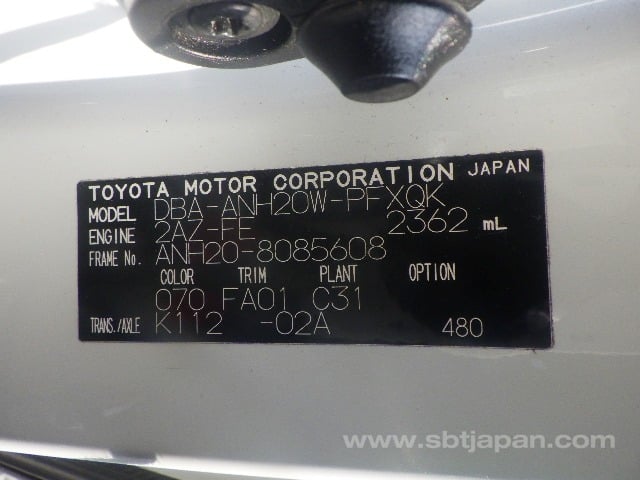 TOYOTA MOTOR CORPORATION JAPAN
MODEL DBA-ANH20W-PFXQK
ENGINE 2AZ-FE 2362 mL
FRAME No. ANH20-8085608
COLOR TRIM PLANT OPTION
070 FA01 C31
TRANS./AXLE K112 -02A 480
www.sbtjapan.com